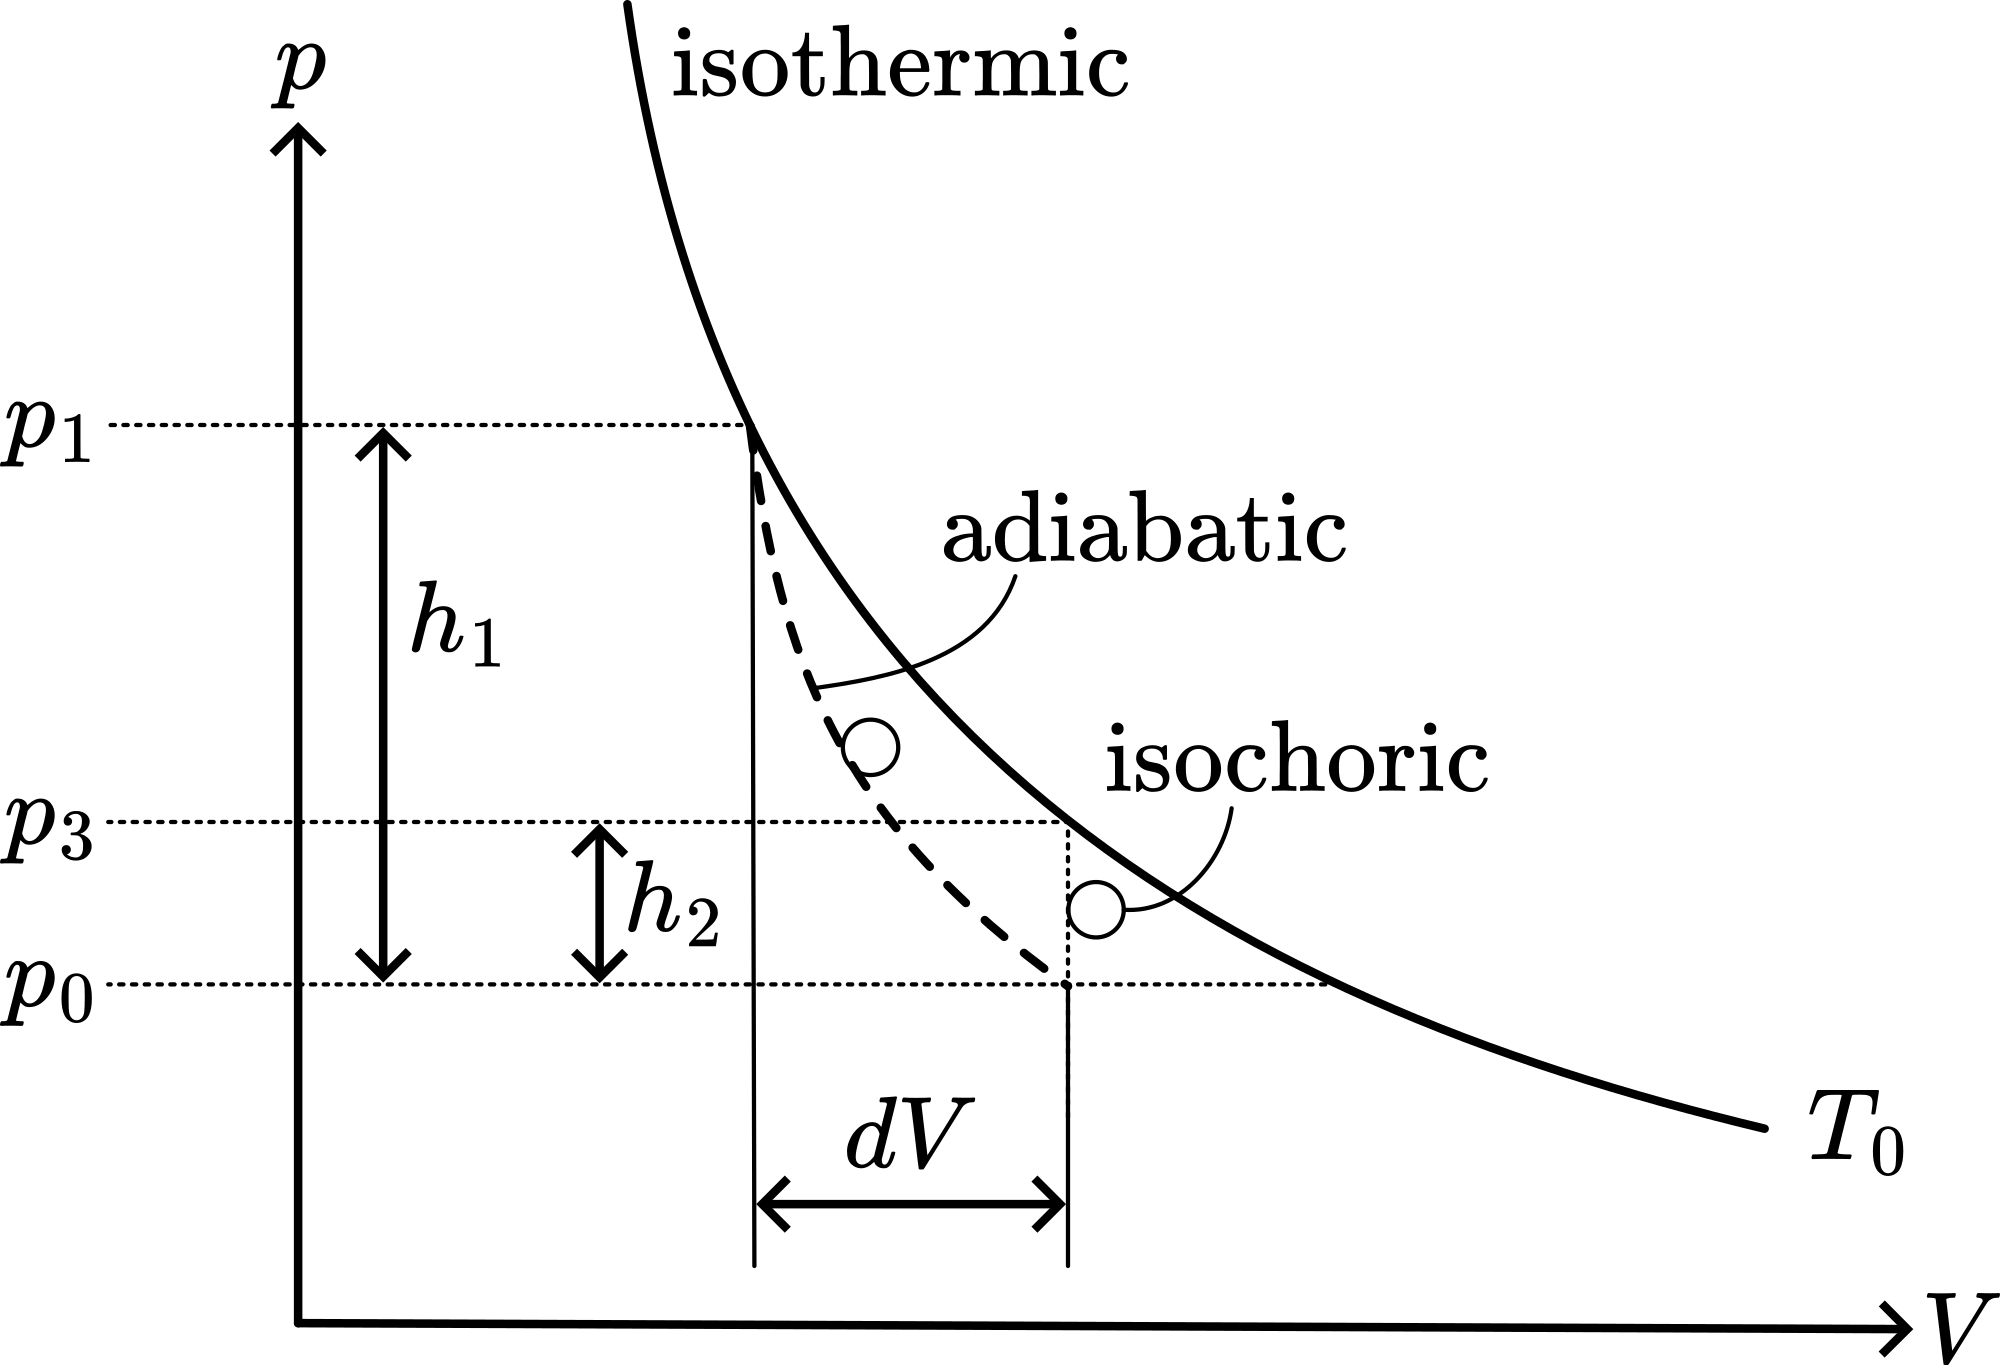 p
isothermic
p₁
adiabatic
h₁
isochoric
p₃
h₂
p₀
dV
T₀
V